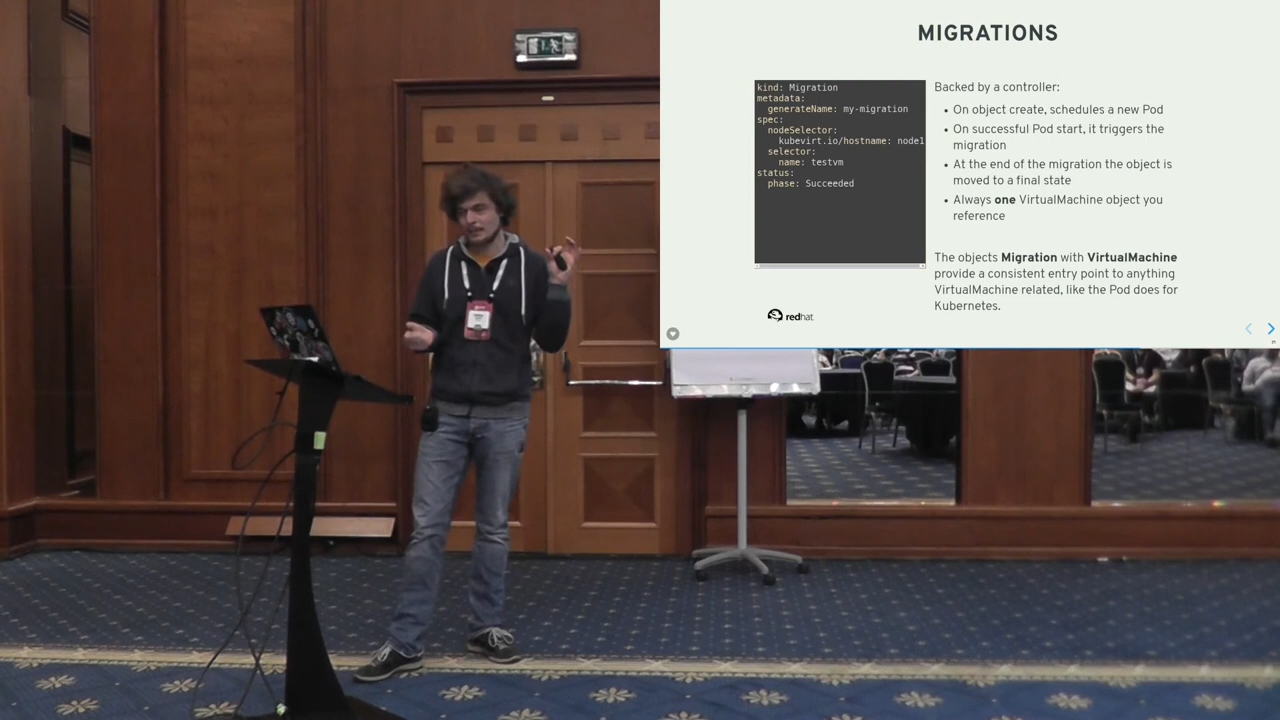 MIGRATIONS
kind: Migration
metadata:
  generateName: my-migration
spec:
  nodeSelector:
    kubevirt.io/hostname: node1
  selector:
    name: testvm
status:
  phase: Succeeded
Backed by a controller:
• On object create, schedules a new Pod
• On successful Pod start, it triggers the
migration
• At the end of the migration the object is
moved to a final state
• Always one VirtualMachine object you
reference
The objects Migration with VirtualMachine
provide a consistent entry point to anything
VirtualMachine related, like the Pod does for
Kubernetes.
redhat